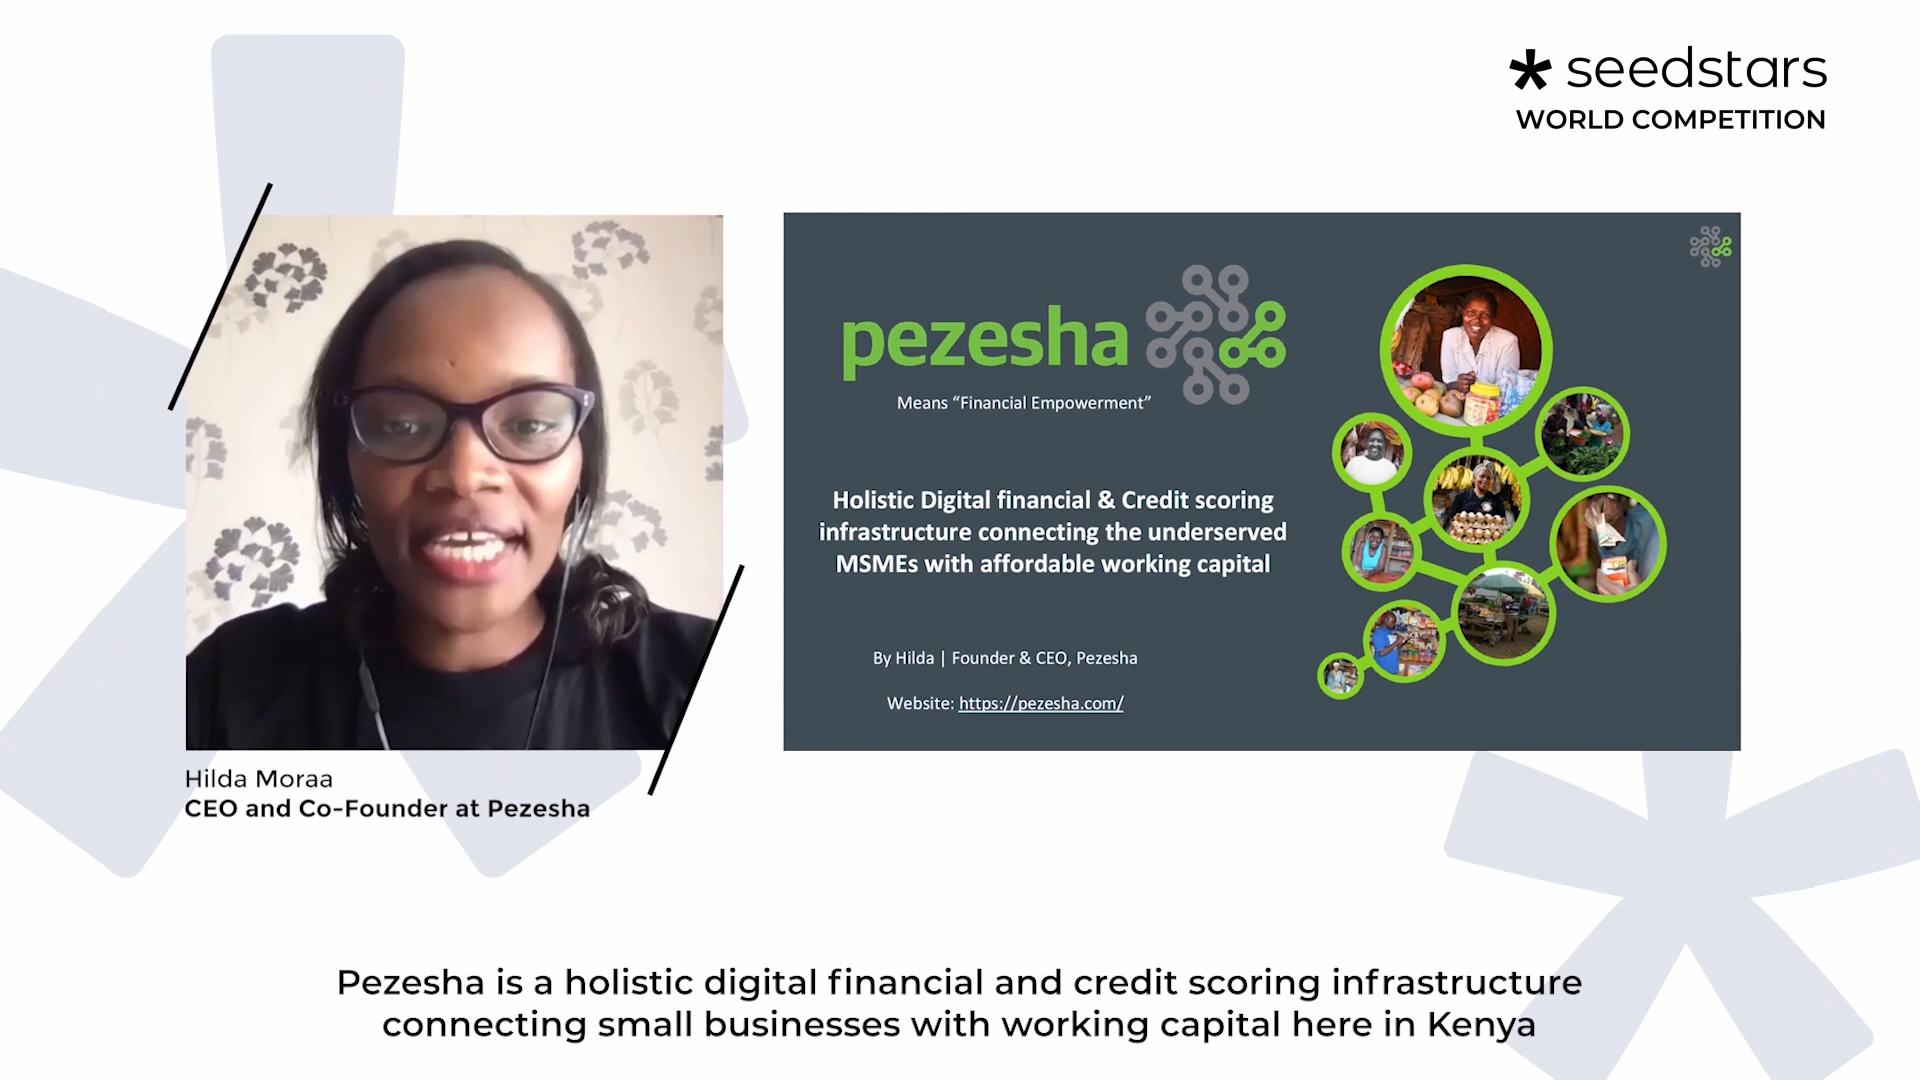 seedstars
WORLD COMPETITION
pezesha
Means “Financial Empowerment”
Holistic Digital financial & Credit scoring
infrastructure connecting the underserved
MSMEs with affordable working capital
By Hilda | Founder & CEO, Pezesha
Website: https://pezesha.com/
Hilda Moraa
CEO and Co-Founder at Pezesha
Pezesha is a holistic digital financial and credit scoring infrastructure
connecting small businesses with working capital here in Kenya